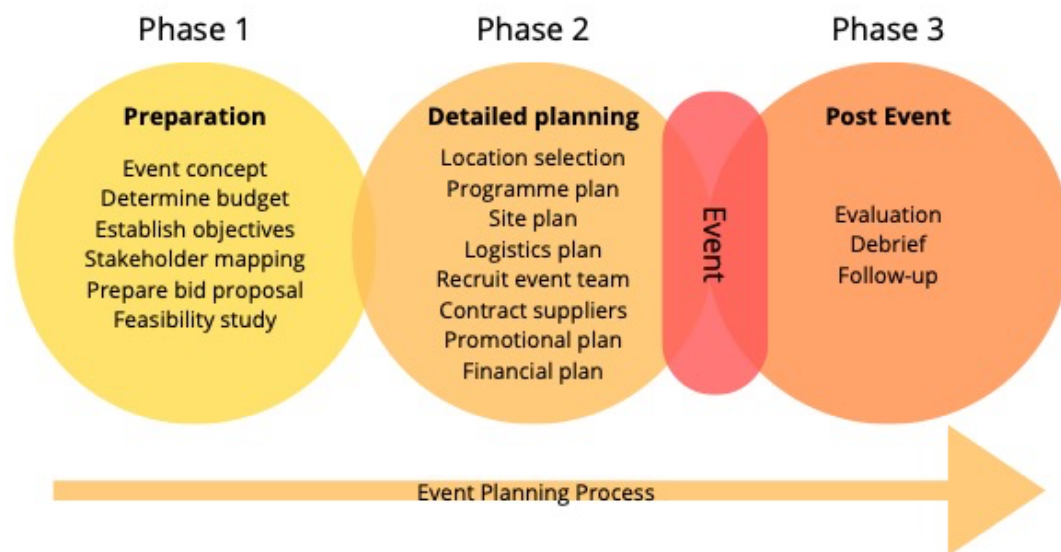 Phase 1
Phase 2
Phase 3
Preparation
Event concept
Determine budget
Establish objectives
Stakeholder mapping
Prepare bid proposal
Feasibility study
Detailed planning
Location selection
Programme plan
Site plan
Logistics plan
Recruit event team
Contract suppliers
Promotional plan
Financial plan
Event
Post Event
Evaluation
Debrief
Follow-up
Event Planning Process